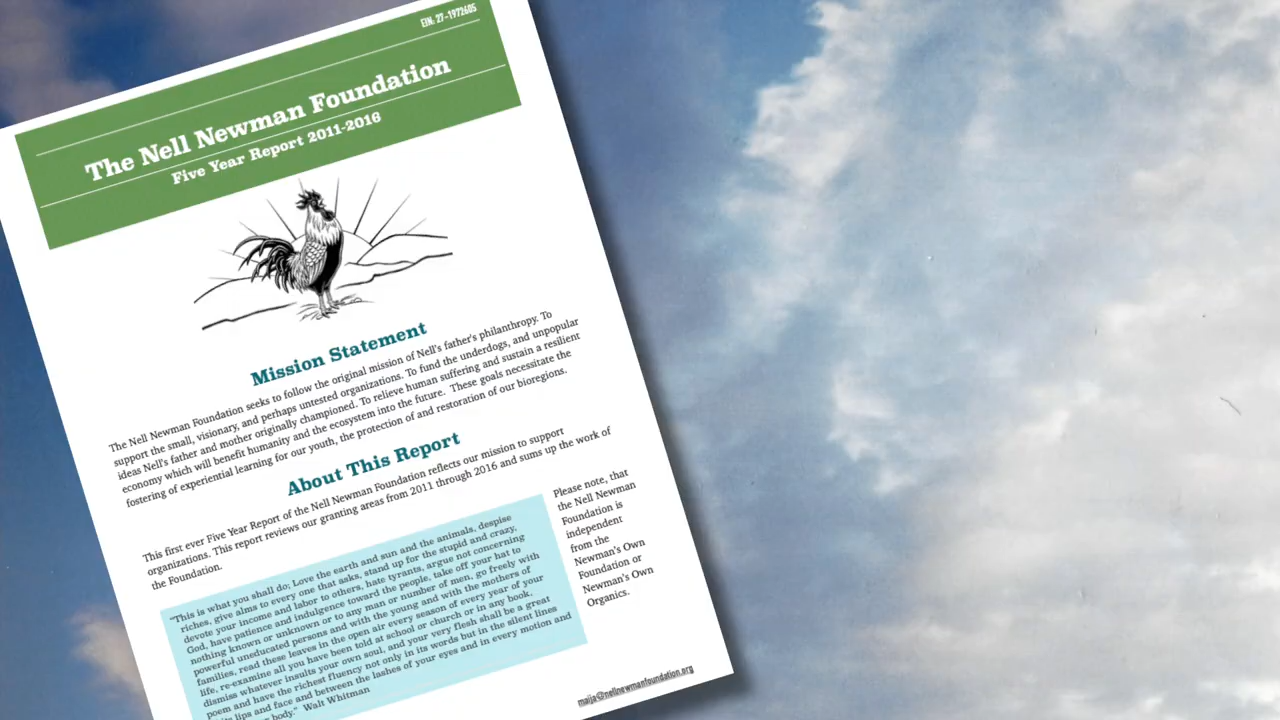 EIN: 27-1972605
The Nell Newman Foundation
Five Year Report 2011-2016
Mission Statement
The Nell Newman Foundation seeks to follow the original mission of Nell's father's philanthropy. To
support the small, visionary, and perhaps untested organizations. To fund the underdogs, and unpopular
ideas Nell's father and mother originally championed. To relieve human suffering and sustain a resilient
economy which will benefit humanity and the ecosystem into the future. These goals necessitate the
fostering of experiential learning for our youth, the protection of and restoration of our bioregions.
About This Report
This first ever Five Year Report of the Nell Newman Foundation reflects our mission to support
organizations. This report reviews our granting areas from 2011 through 2016 and sums up the work of
the Foundation.
"This is what you shall do; Love the earth and sun and the animals, despise
riches, give alms to every one that asks, stand up for the stupid and crazy,
devote your income and labor to others, hate tyrants, argue not concerning
God, have patience and indulgence toward the people, take off your hat to
nothing known or unknown or to any man or number of men, go freely with
powerful uneducated persons and with the young and with the mothers of
families, read these leaves in the open air every season of every year of your
life, re-examine all you have been told at school or church or in any book,
dismiss whatever insults your own soul, and your very flesh shall be a great
poem and have the richest fluency not only in its words but in the silent lines
its lips and face and between the lashes of your eyes and in every motion and
body." Walt Whitman
Please note, that
the Nell Newman
Foundation is
independent
from the
Newman's Own
Foundation or
Newman's Own
Organics.
maija@nellnewmanfoundation.org